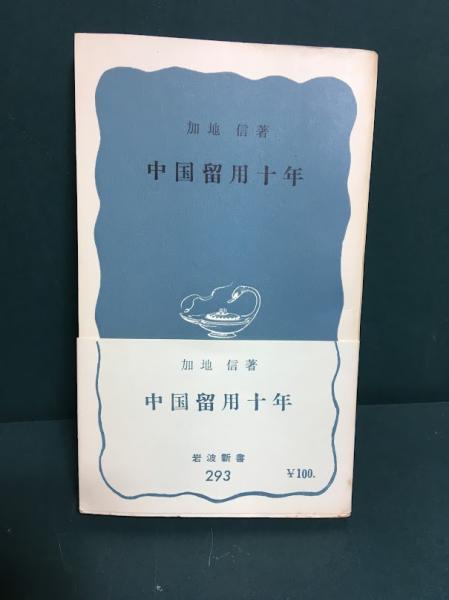 加地 信著
中国留用十年
加地 信著
中国留用十年
岩波新書
293
￥100.